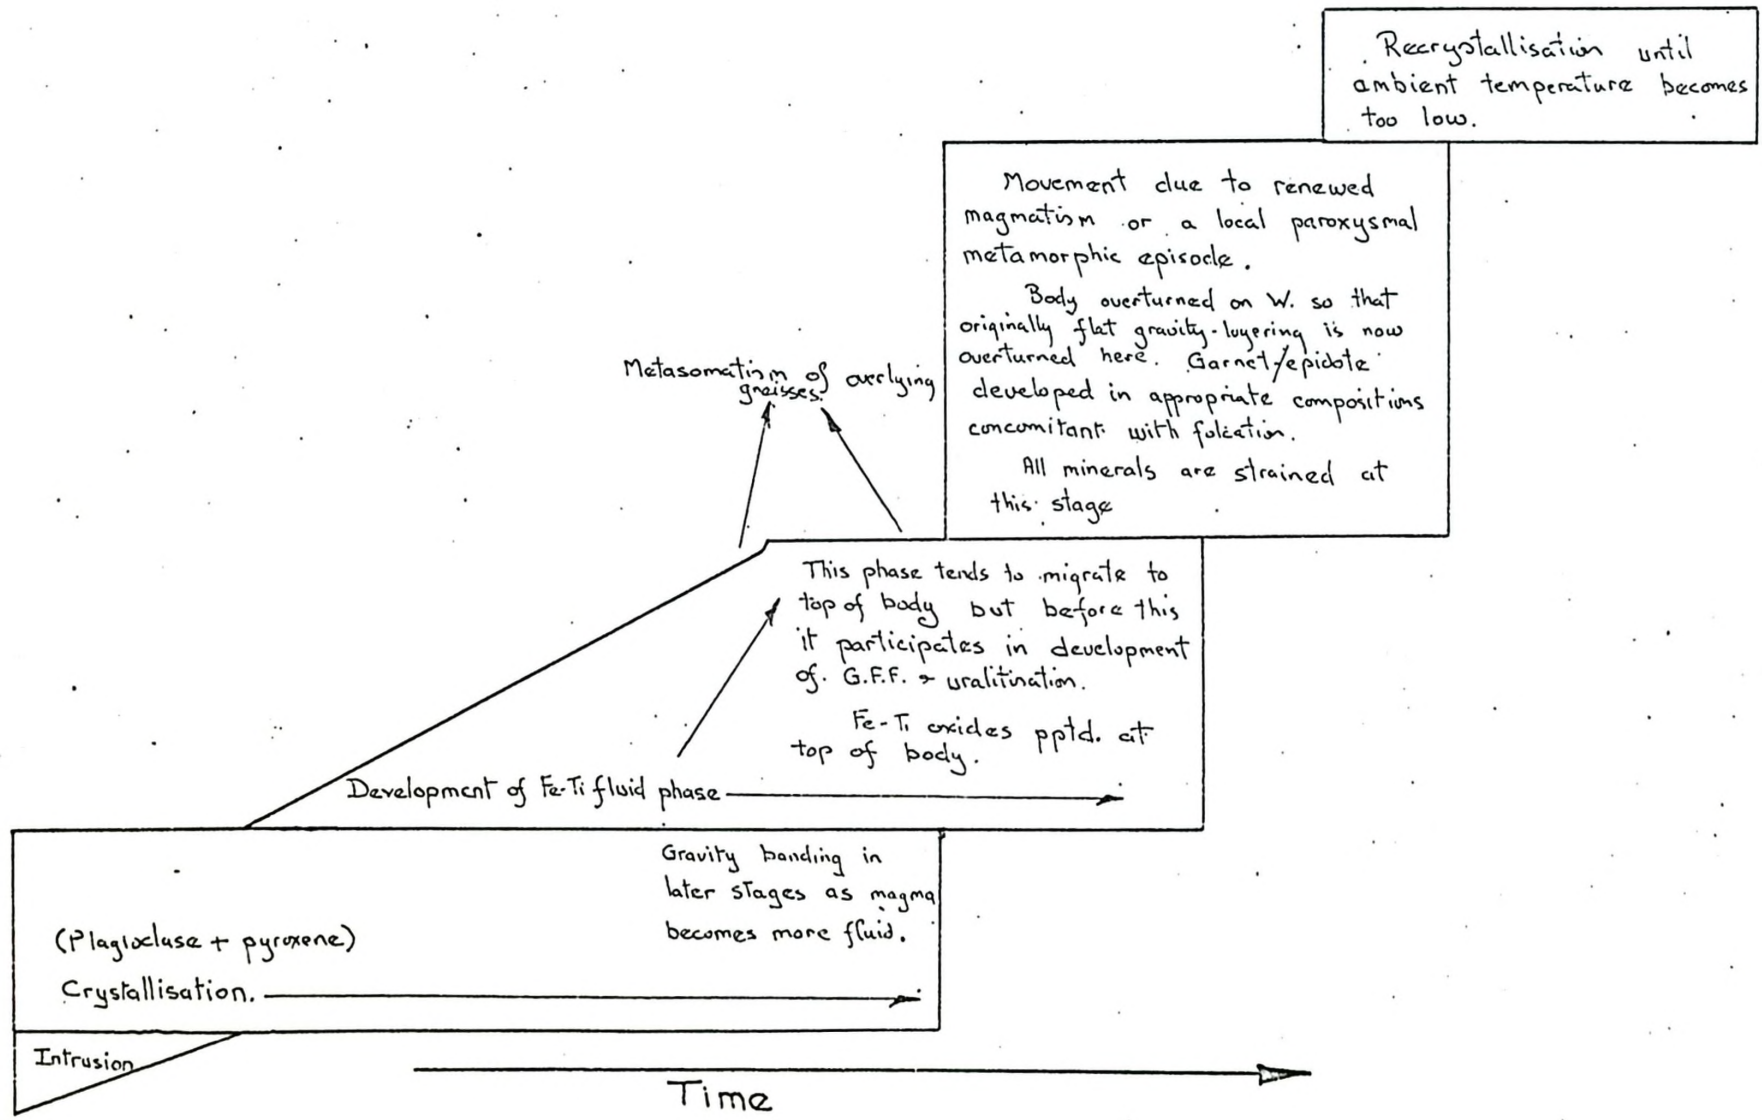 Recrystallisation until
ambient temperature becomes
too low.
Movement due to renewed
magmatism or a local paroxysmal
metamorphic episode.
Body overturned on W. so that
originally flat gravity-layering is now
overturned here. Garnet/epidote
developed in appropriate compositions
concomitant with foliation.
All minerals are strained at
this stage
Metasomatism of overlying
gneisses.
This phase tends to migrate to
top of body but before this
it participates in development
of G.F.F. & uralitination.
Fe-Ti oxides pptd. at
top of body.
Development of Fe-Ti fluid phase
Gravity banding in
later stages as magma
becomes more fluid.
(Plagioclase + pyroxene)
Crystallisation.
Intrusion
Time